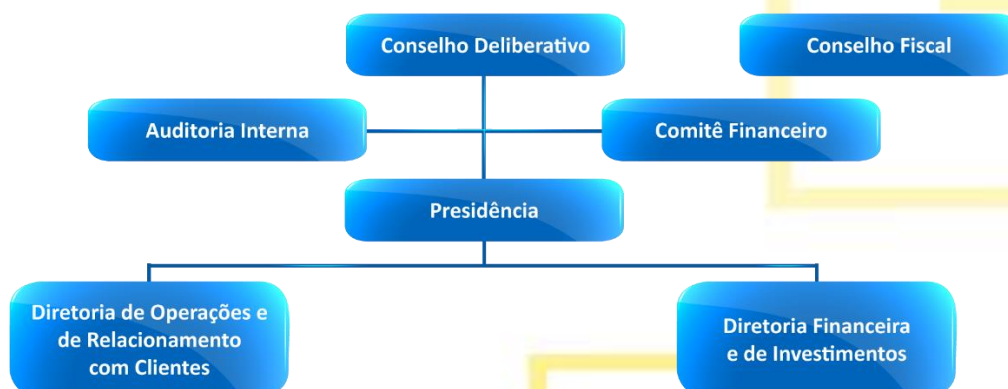 Conselho Deliberativo
Conselho Fiscal
Auditoria Interna
Comitê Financeiro
Presidência
Diretoria de Operações e
de Relacionamento
com Clientes
Diretoria Financeira
e de Investimentos